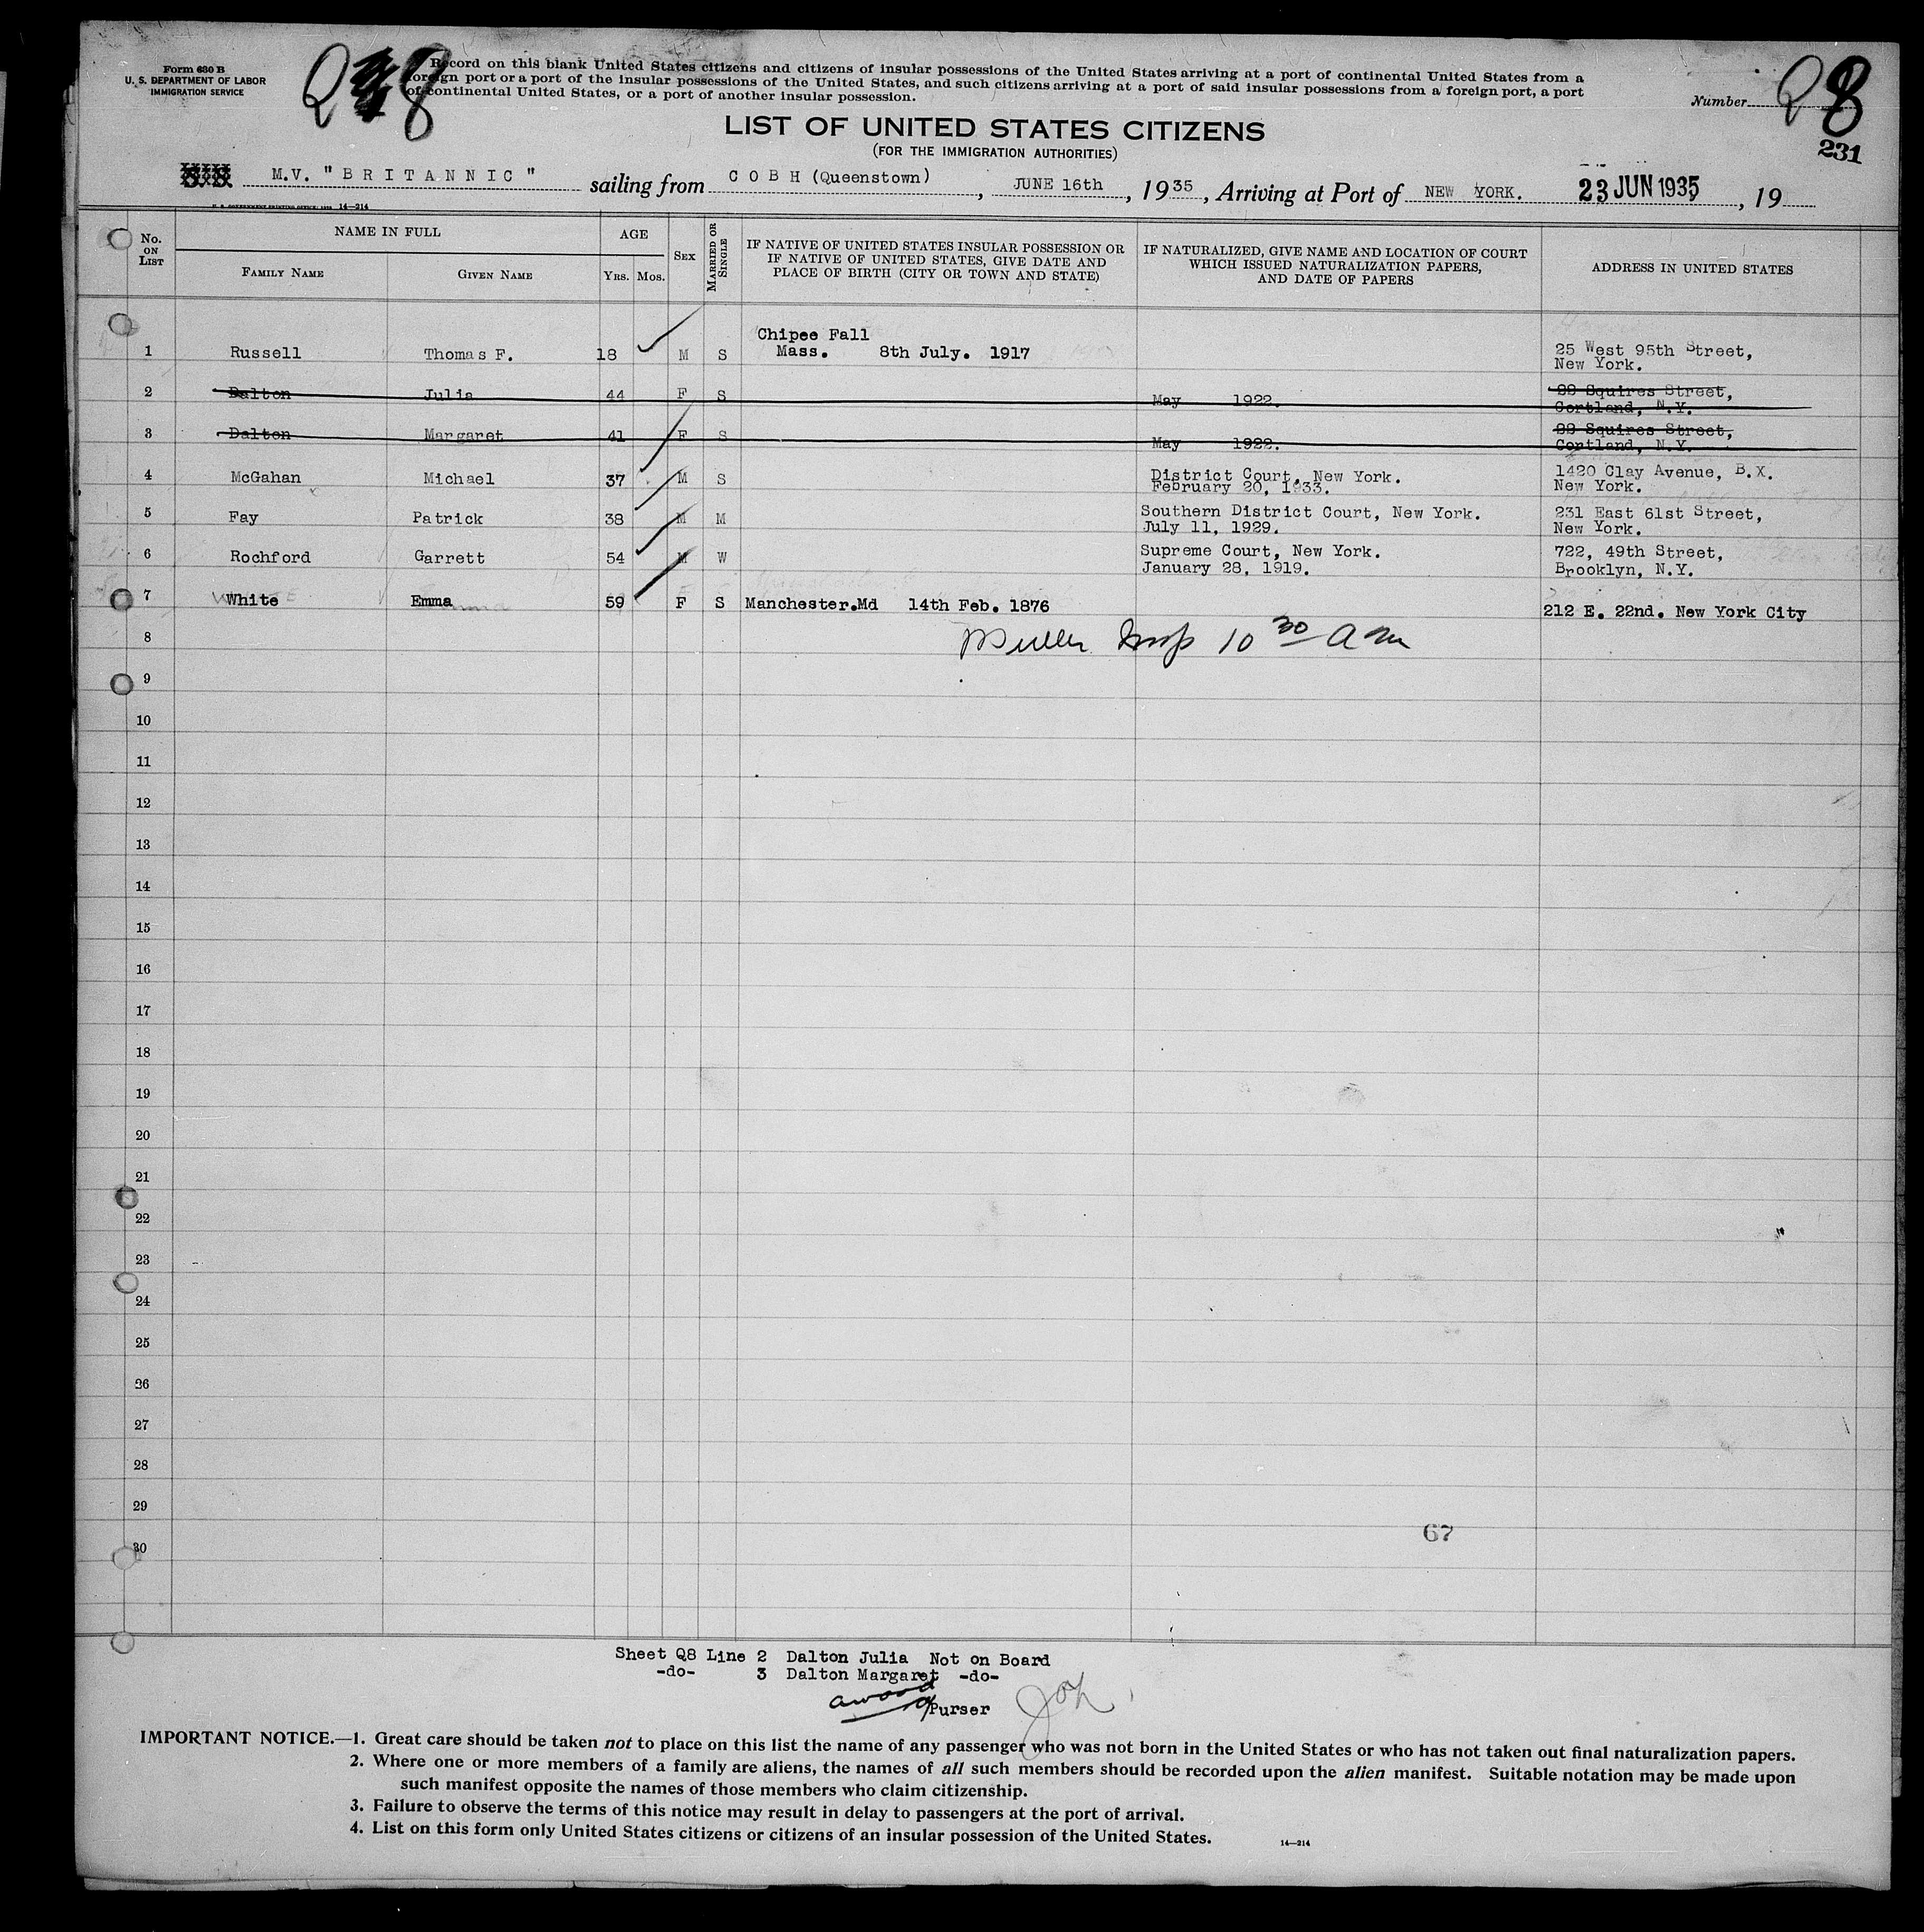 Form 630 B
U. S. DEPARTMENT OF LABOR
IMMIGRATION SERVICE
Q 8
Record on this blank United States citizens and citizens of insular possessions of the United States arriving at a port of continental United States from a
foreign port or a port of the insular possessions of the United States, and such citizens arriving at a port of said insular possessions from a foreign port, a port
of continental United States, or a port of another insular possession.
Number Q8
231
LIST OF UNITED STATES CITIZENS
(FOR THE IMMIGRATION AUTHORITIES)
M.V. "BRITANNIC" sailing from COBH (Queenstown), JUNE 16th, 1935, Arriving at Port of NEW YORK. 23 JUN 1935, 19
14—214
No. ON LIST
NAME IN FULL
FAMILY NAME GIVEN NAME
AGE
YRS. MOS.
SEX
MARRIED OR SINGLE
IF NATIVE OF UNITED STATES INSULAR POSSESSION OR
IF NATIVE OF UNITED STATES, GIVE DATE AND
PLACE OF BIRTH (CITY OR TOWN AND STATE)
IF NATURALIZED, GIVE NAME AND LOCATION OF COURT
WHICH ISSUED NATURALIZATION PAPERS,
AND DATE OF PAPERS
ADDRESS IN UNITED STATES
Chipee Fall
1 Russell Thomas F. 18 M S Mass. 8th July. 1917 25 West 95th Street,
New York.
2 Dalton Julia 44 F S May 1922. 99 Squires Street,
Cortland, N.Y.
3 Dalton Margaret 41 F S May 1922. 99 Squires Street,
Cortland, N.Y.
4 McGahan Michael 37 M S District Court, New York. 1420 Clay Avenue, B.X.
February 20, 1933. New York.
5 Fay Patrick 38 M M Southern District Court, New York. 231 East 61st Street,
July 11, 1929. New York.
6 Rochford Garrett 54 M W Supreme Court, New York. 722, 49th Street,
January 28, 1919. Brooklyn, N.Y.
7 White Emma 59 F S Manchester.Md 14th Feb. 1876 212 E. 22nd. New York City
8 Insp 10 30 am
9
10
11
12
13
14
15
16
17
18
19
20
21
22
23
24
25
26
27
28
29
67
30
Sheet Q8 Line 2 Dalton Julia Not on Board
-do- 3 Dalton Margaret -do-
Purser
IMPORTANT NOTICE.—1. Great care should be taken not to place on this list the name of any passenger who was not born in the United States or who has not taken out final naturalization papers.
2. Where one or more members of a family are aliens, the names of all such members should be recorded upon the alien manifest. Suitable notation may be made upon
such manifest opposite the names of those members who claim citizenship.
3. Failure to observe the terms of this notice may result in delay to passengers at the port of arrival.
4. List on this form only United States citizens or citizens of an insular possession of the United States.
14—214